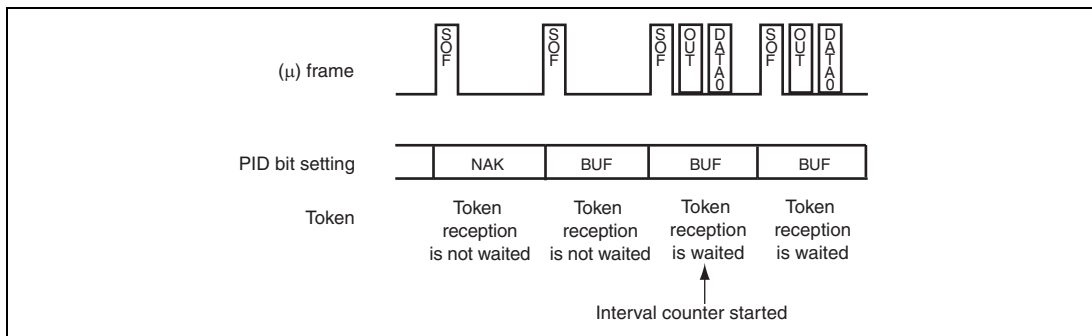 SOF
SOF
SOF
OUT
DATA0
SOF
OUT
DATA0
(μ) frame
PID bit setting
NAK
BUF
BUF
BUF
Token
Token
reception
is not waited
Token
reception
is not waited
Token
reception
is waited
Token
reception
is waited
Interval counter started